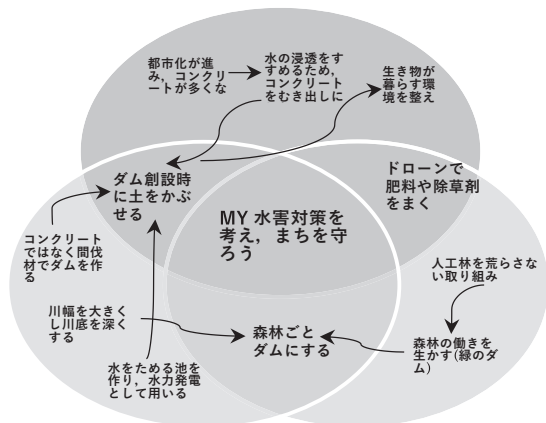 都市化が進
み，コンクリ
ートが多くな
水の浸透をす
すめるため，
コンクリート
をむき出しに
生き物が
暮らす環
境を整え
ダム創設時
に土をかぶ
せる
ドローンで
肥料や除草剤
をまく
MY 水害対策を
考え，まちを守
ろう
コンクリート
ではなく間伐
材でダムを作
る
人工林を荒らさな
い取り組み
川幅を大きく
し川底を深く
する
森林ごと
ダムにする
森林の働きを
生かす(緑のダ
ム)
水をためる池を
作り，水力発電
として用いる